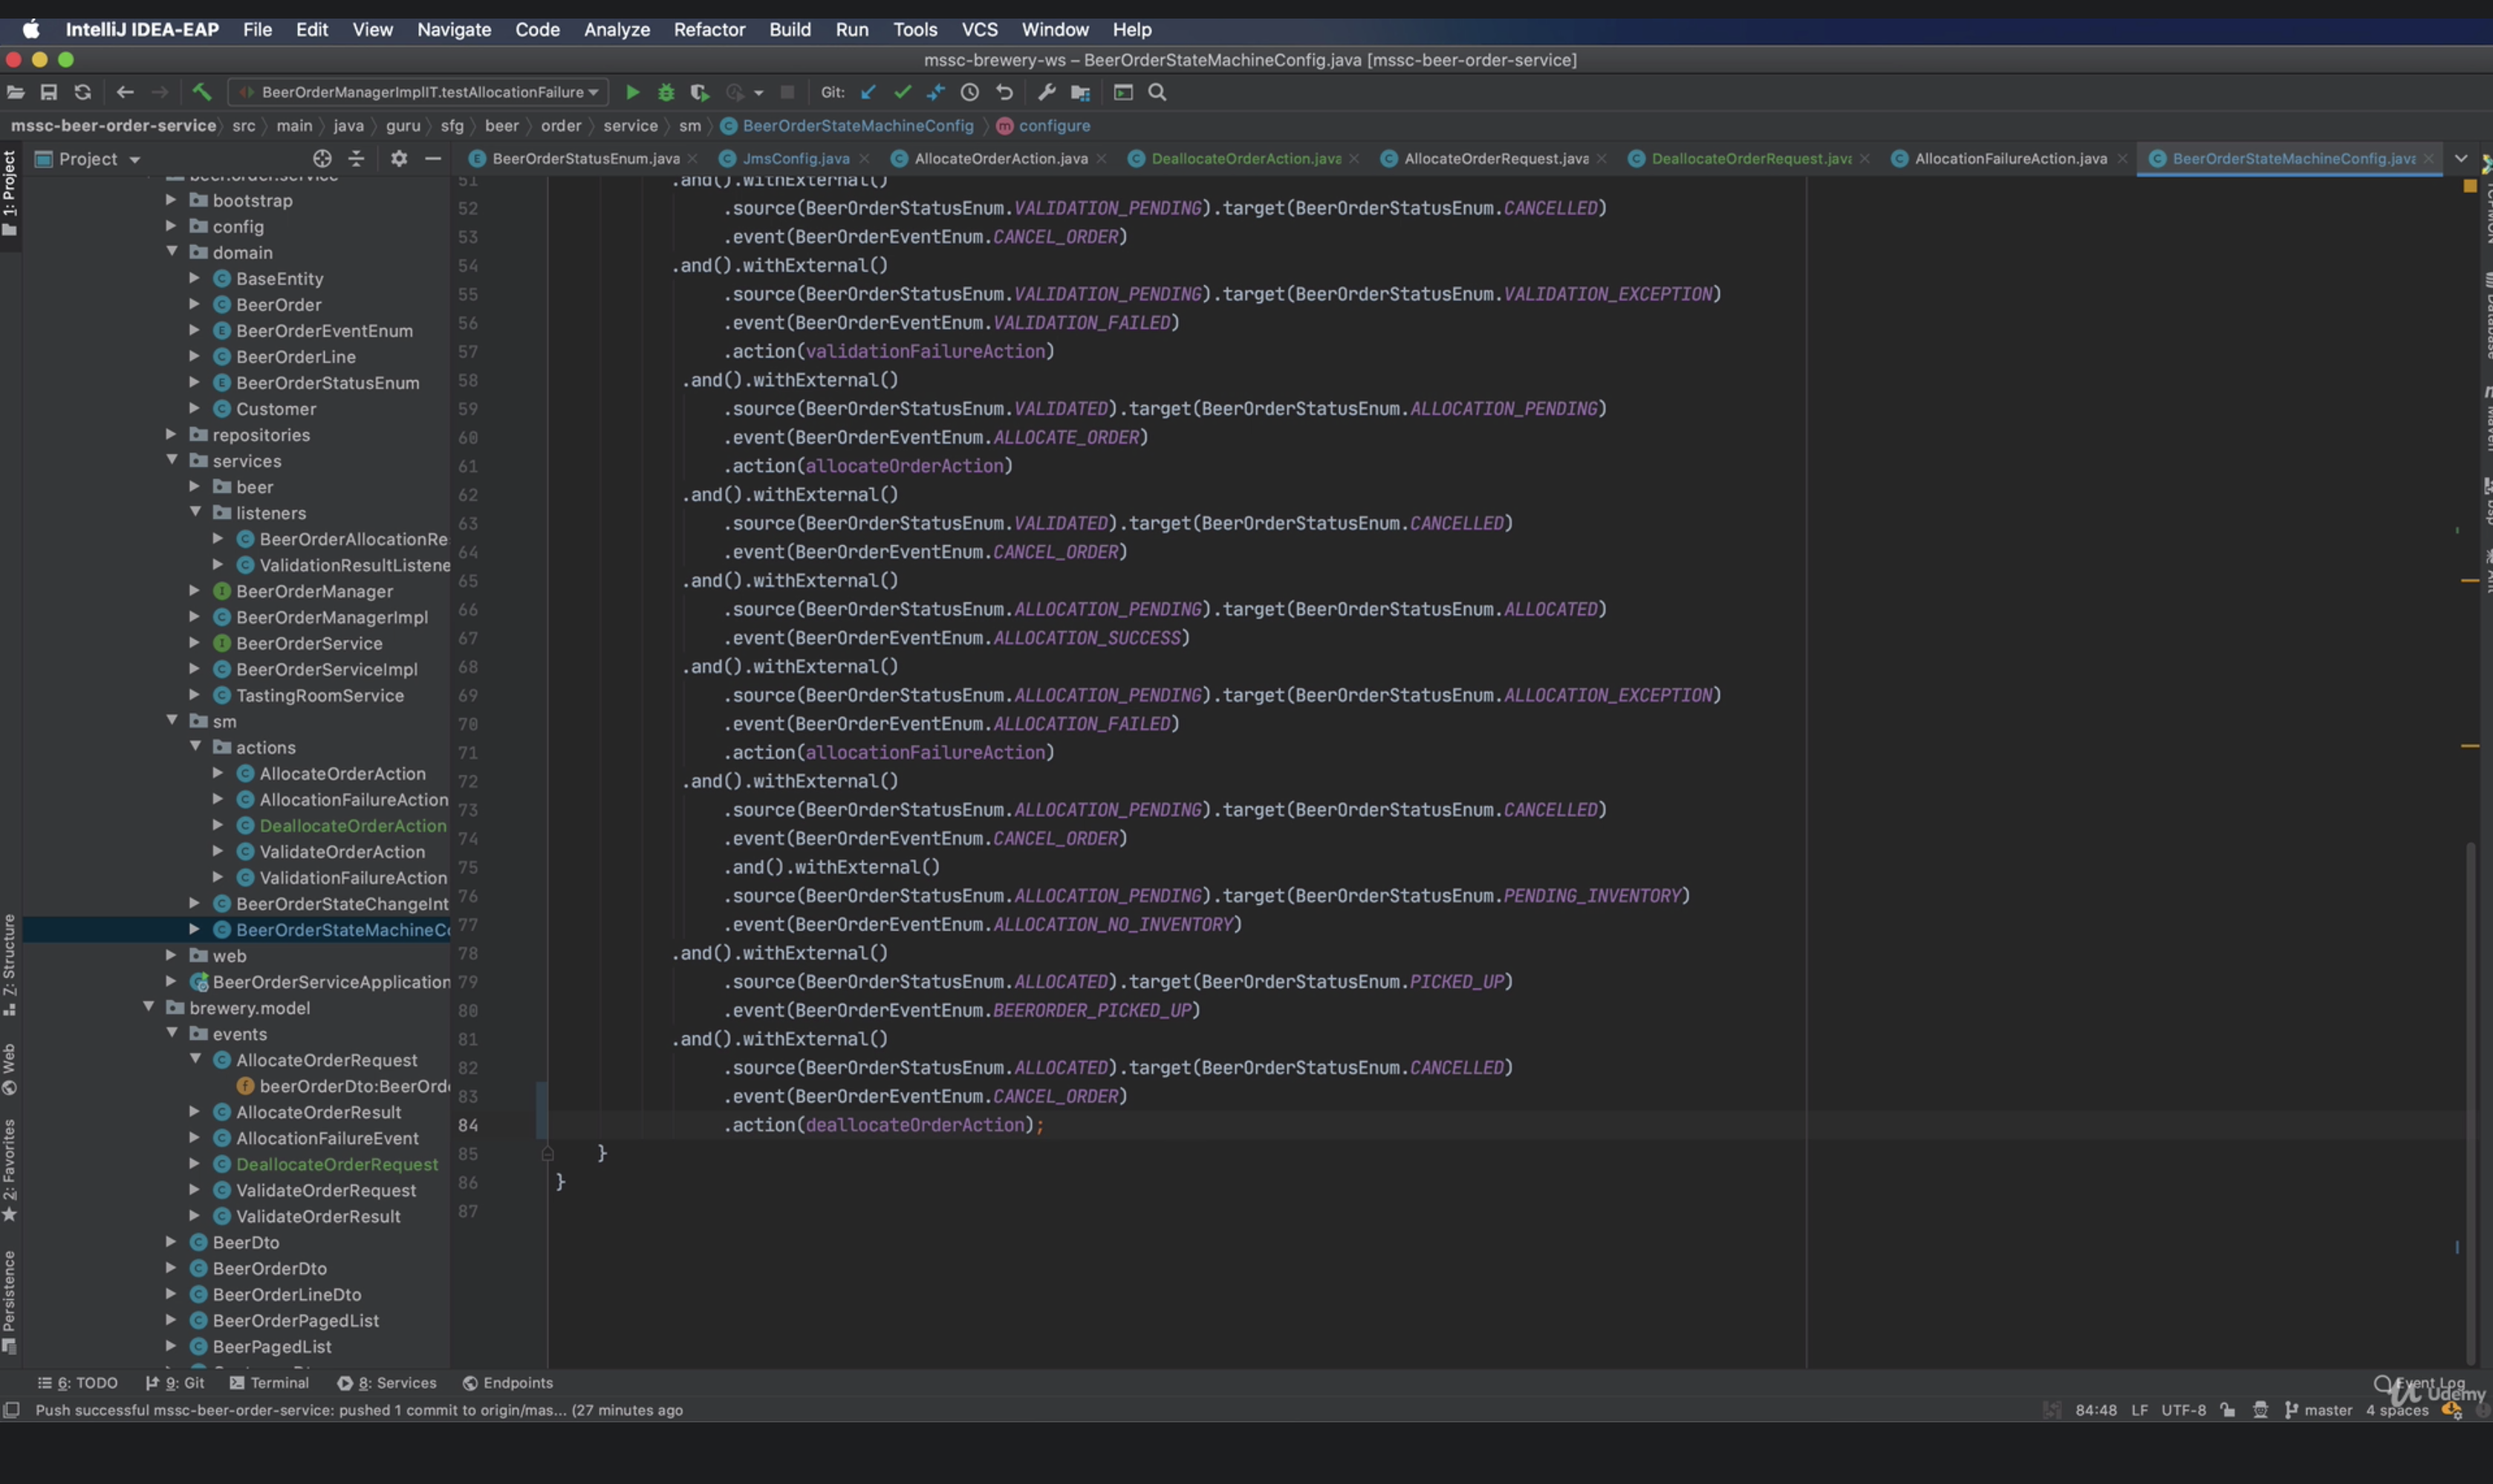 IntelliJ IDEA-EAP File Edit View Navigate Code Analyze Refactor Build Run Tools VCS Window Help
mssc-brewery-ws – BeerOrderStateMachineConfig.java [mssc-beer-order-service]
BeerOrderManagerImplIT.testAllocationFailure Git:
mssc-beer-order-service src main java guru sfg beer order service sm BeerOrderStateMachineConfig configure
Project
BeerOrderStatusEnum.java JmsConfig.java AllocateOrderAction.java DeallocateOrderAction.java AllocateOrderRequest.java DeallocateOrderRequest.java AllocationFailureAction.java BeerOrderStateMachineConfig.java
1: Project
Z: Structure
Web
2: Favorites
Persistence
beer.order.service
bootstrap
config
domain
BaseEntity
BeerOrder
BeerOrderEventEnum
BeerOrderLine
BeerOrderStatusEnum
Customer
repositories
services
beer
listeners
BeerOrderAllocationRe
ValidationResultListene
BeerOrderManager
BeerOrderManagerImpl
BeerOrderService
BeerOrderServiceImpl
TastingRoomService
sm
actions
AllocateOrderAction
AllocationFailureAction
DeallocateOrderAction
ValidateOrderAction
ValidationFailureAction
BeerOrderStateChangeInt
BeerOrderStateMachineCo
web
BeerOrderServiceApplication
brewery.model
events
AllocateOrderRequest
beerOrderDto:BeerOrde
AllocateOrderResult
AllocationFailureEvent
DeallocateOrderRequest
ValidateOrderRequest
ValidateOrderResult
BeerDto
BeerOrderDto
BeerOrderLineDto
BeerOrderPagedList
BeerPagedList
51 .and().withExternal()
52 .source(BeerOrderStatusEnum.VALIDATION_PENDING).target(BeerOrderStatusEnum.CANCELLED)
53 .event(BeerOrderEventEnum.CANCEL_ORDER)
54 .and().withExternal()
55 .source(BeerOrderStatusEnum.VALIDATION_PENDING).target(BeerOrderStatusEnum.VALIDATION_EXCEPTION)
56 .event(BeerOrderEventEnum.VALIDATION_FAILED)
57 .action(validationFailureAction)
58 .and().withExternal()
59 .source(BeerOrderStatusEnum.VALIDATED).target(BeerOrderStatusEnum.ALLOCATION_PENDING)
60 .event(BeerOrderEventEnum.ALLOCATE_ORDER)
61 .action(allocateOrderAction)
62 .and().withExternal()
63 .source(BeerOrderStatusEnum.VALIDATED).target(BeerOrderStatusEnum.CANCELLED)
64 .event(BeerOrderEventEnum.CANCEL_ORDER)
65 .and().withExternal()
66 .source(BeerOrderStatusEnum.ALLOCATION_PENDING).target(BeerOrderStatusEnum.ALLOCATED)
67 .event(BeerOrderEventEnum.ALLOCATION_SUCCESS)
68 .and().withExternal()
69 .source(BeerOrderStatusEnum.ALLOCATION_PENDING).target(BeerOrderStatusEnum.ALLOCATION_EXCEPTION)
70 .event(BeerOrderEventEnum.ALLOCATION_FAILED)
71 .action(allocationFailureAction)
72 .and().withExternal()
73 .source(BeerOrderStatusEnum.ALLOCATION_PENDING).target(BeerOrderStatusEnum.CANCELLED)
74 .event(BeerOrderEventEnum.CANCEL_ORDER)
75 .and().withExternal()
76 .source(BeerOrderStatusEnum.ALLOCATION_PENDING).target(BeerOrderStatusEnum.PENDING_INVENTORY)
77 .event(BeerOrderEventEnum.ALLOCATION_NO_INVENTORY)
78 .and().withExternal()
79 .source(BeerOrderStatusEnum.ALLOCATED).target(BeerOrderStatusEnum.PICKED_UP)
80 .event(BeerOrderEventEnum.BEERORDER_PICKED_UP)
81 .and().withExternal()
82 .source(BeerOrderStatusEnum.ALLOCATED).target(BeerOrderStatusEnum.CANCELLED)
83 .event(BeerOrderEventEnum.CANCEL_ORDER)
84 .action(deallocateOrderAction);
85 }
86 }
87
6: TODO 9: Git Terminal 8: Services Endpoints Event Log
Udemy
Push successful mssc-beer-order-service: pushed 1 commit to origin/mas... (27 minutes ago 84:48 LF UTF-8 master 4 spaces